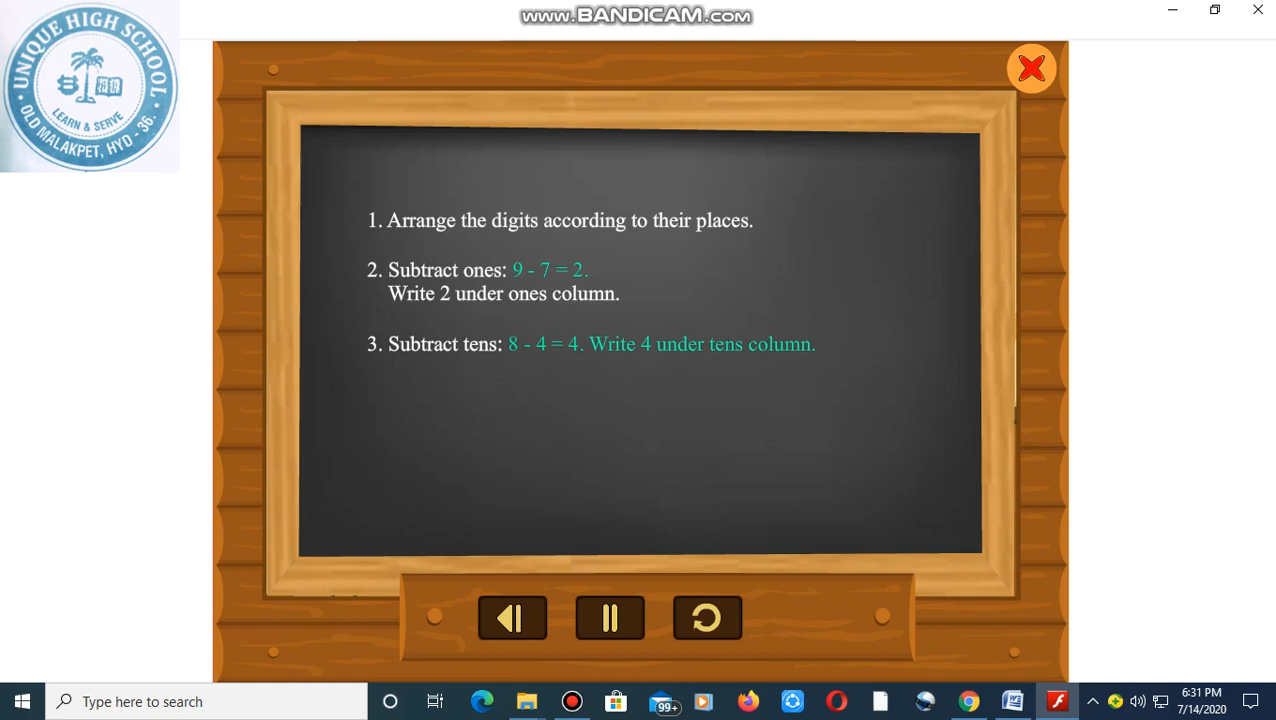 www.BANDICAM.com
UNIQUE HIGH SCHOOL
LEARN & SERVE
OLD MALAKPET, HYD - 36.
1. Arrange the digits according to their places.
2. Subtract ones: 9 - 7 = 2.
Write 2 under ones column.
3. Subtract tens: 8 - 4 = 4. Write 4 under tens column.
Type here to search
99+
6:31 PM
7/14/2020